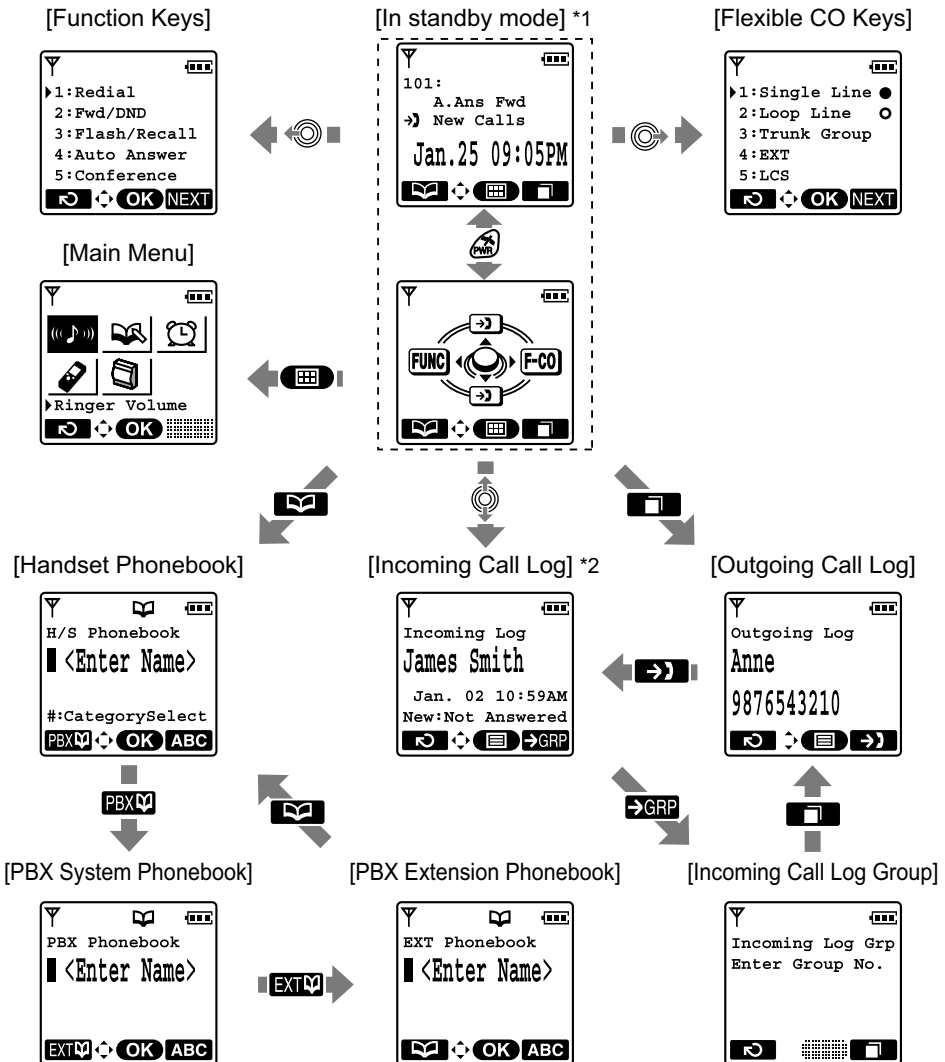 [Function Keys]
1:Redial
2:Fwd/DND
3:Flash/Recall
4:Auto Answer
5:Conference
OK NEXT
[In standby mode] *1
101:
A.Ans Fwd
New Calls
Jan.25 09:05PM
PWR
FUNC F-CO
[Flexible CO Keys]
1:Single Line
2:Loop Line
3:Trunk Group
4:EXT
5:LCS
OK NEXT
[Main Menu]
Ringer Volume
OK
[Handset Phonebook]
H/S Phonebook
<Enter Name>
#:CategorySelect
PBX OK ABC
[Incoming Call Log] *2
Incoming Log
James Smith
Jan. 02 10:59AM
New:Not Answered
→GRP
[Outgoing Call Log]
Outgoing Log
Anne
9876543210
PBX
→GRP
[PBX System Phonebook]
PBX Phonebook
<Enter Name>
EXT OK ABC
EXT
[PBX Extension Phonebook]
EXT Phonebook
<Enter Name>
OK ABC
[Incoming Call Log Group]
Incoming Log Grp
Enter Group No.